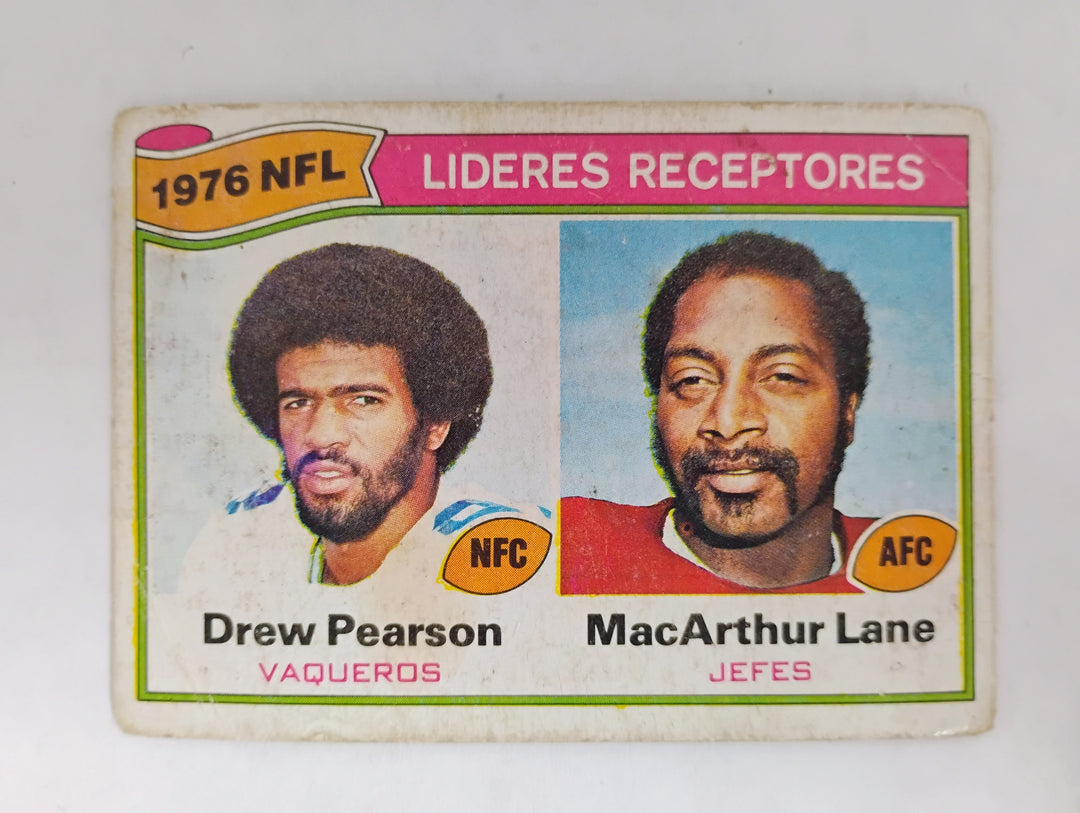 1976 NFL
LIDERES RECEPTORES
NFC
AFC
Drew Pearson
MacArthur Lane
VAQUEROS
JEFES